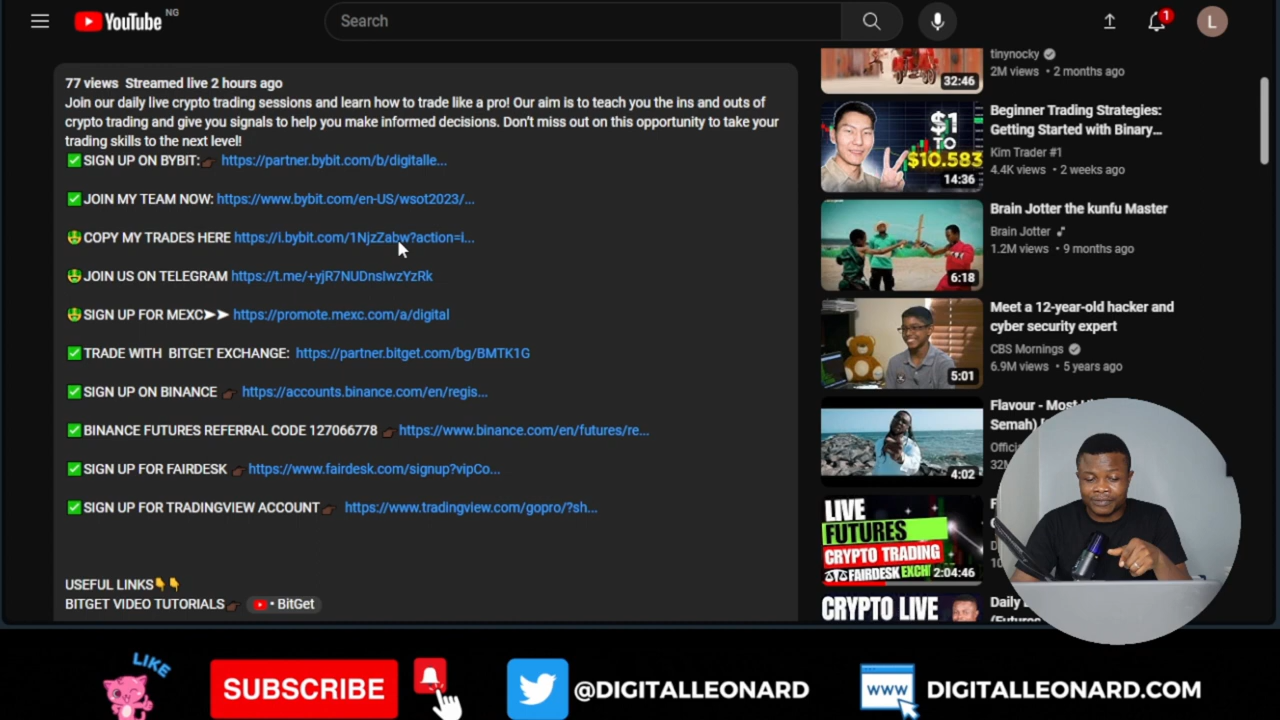 YouTube NG
Search
1
L
77 views Streamed live 2 hours ago
Join our daily live crypto trading sessions and learn how to trade like a pro! Our aim is to teach you the ins and outs of
crypto trading and give you signals to help you make informed decisions. Don't miss out on this opportunity to take your
trading skills to the next level!
✅ SIGN UP ON BYBIT:👉🏿 https://partner.bybit.com/b/digitalle...
✅ JOIN MY TEAM NOW: https://www.bybit.com/en-US/wsot2023/...
🤑 COPY MY TRADES HERE https://i.bybit.com/1NjzZabw?action=i...
🤑 JOIN US ON TELEGRAM https://t.me/+yjR7NUDnsIwzYzRk
🤑 SIGN UP FOR MEXC➤➤ https://promote.mexc.com/a/digital
✅ TRADE WITH BITGET EXCHANGE: https://partner.bitget.com/bg/BMTK1G
✅ SIGN UP ON BINANCE 👉🏿 https://accounts.binance.com/en/regis...
✅ BINANCE FUTURES REFERRAL CODE 127066778 👉🏿 https://www.binance.com/en/futures/re...
✅ SIGN UP FOR FAIRDESK 👉🏿 https://www.fairdesk.com/signup?vipCo...
✅ SIGN UP FOR TRADINGVIEW ACCOUNT👉🏿 https://www.tradingview.com/gopro/?sh...
USEFUL LINKS👇👇
BITGET VIDEO TUTORIALS👉🏿 • BitGet
tinynocky
2M views • 2 months ago
32:46
Beginner Trading Strategies:
Getting Started with Binary...
Kim Trader #1
4.4K views • 2 weeks ago
$1
TO
$10.583
14:36
Brain Jotter the kunfu Master
Brain Jotter
1.2M views • 9 months ago
6:18
Meet a 12-year-old hacker and
cyber security expert
CBS Mornings
6.9M views • 5 years ago
5:01
Flavour - Most
Semah)
Offici
32M
4:02
LIVE
FUTURES
CRYPTO TRADING
FAIRDESK EXCH
2:04:46
CRYPTO LIVE
Daily
LIKE
SUBSCRIBE
@DIGITALLEONARD
WWW
DIGITALLEONARD.COM